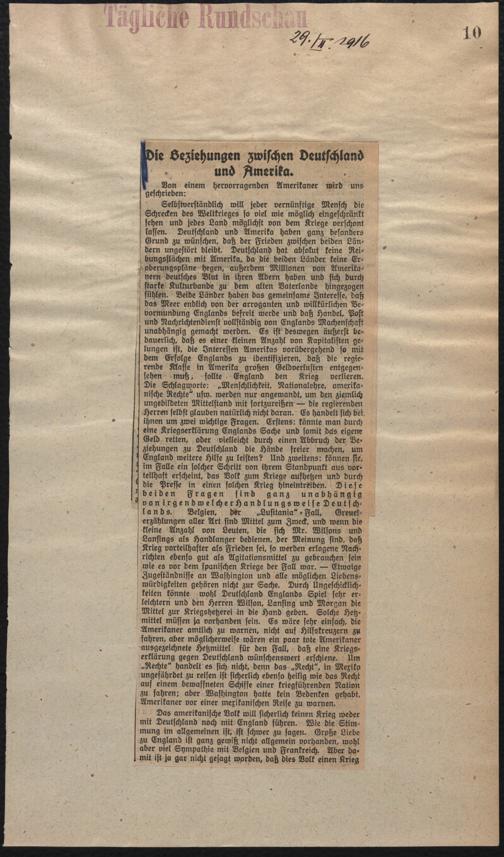 Tägliche Rundschau
29./II. 1916
10
Die Beziehungen zwischen Deutschland
und Amerika.
Von einem hervorragenden Amerikaner wird uns
geschrieben:
Selbstverständlich will jeder vernünftige Mensch die
Schrecken des Weltkrieges so viel wie möglich eingeschränkt
sehen und jedes Land möglichst von dem Kriege verschont
lassen. Deutschland und Amerika haben ganz besonders
Grund zu wünschen, daß der Frieden zwischen beiden Län-
dern ungestört bleibt. Deutschland hat absolut keine Rei-
bungsflächen mit Amerika, da die beiden Länder keine Er-
oberungspläne hegen, außerdem Millionen von Amerika-
nern deutsches Blut in ihren Adern haben und sich durch
starke Kulturbande zu dem alten Vaterlande hingezogen
fühlen. Beide Länder haben das gemeinsame Interesse, daß
das Meer endlich von der arroganten und willkürlichen Be-
vormundung Englands befreit werde und daß Handel, Post
und Nachrichtendienst vollständig von Englands Machenschaft
unabhängig gemacht werden. Es ist deswegen äußerst be-
dauerlich, daß es einer kleinen Anzahl von Kapitalisten ge-
lungen ist, die Interessen Amerikas vorübergehend so mit
dem Erfolge Englands zu identifizieren, daß die regie-
rende Klasse in Amerika großen Geldverlusten entgegen-
sehen muß, sollte England den Krieg verlieren.
Die Schlagworte: „Menschlichkeit, Nationalehre, amerika-
nische Rechte“ usw. werden nur angewandt, um den ziemlich
ungebildeten Mittelstand mit fortzureißen — die regierenden
Herren selbst glauben natürlich nicht daran. Es handelt sich bei
ihnen um zwei wichtige Fragen. Erstens: könnte man durch
eine Kriegserklärung Englands Sache und somit das eigene
Geld retten, oder vielleicht durch einen Abbruch der Be-
ziehungen zu Deutschland die Hände freier machen, um
England weitere Hilfe zu leisten? Und zweitens: können sie,
im Falle ein solcher Schritt von ihrem Standpunkt aus vor-
teilhaft erscheint, das Volk zum Kriege aufhetzen und durch
die Presse in einen solchen Krieg hineintreiben. Diese
beiden Fragen sind ganz unabhängig
von irgendwelcher Handlungsweise Deutsch-
lands. Belgien, der „Lusitania“-Fall, Greuel-
erzählungen aller Art sind Mittel zum Zweck, und wenn die
kleine Anzahl von Leuten, die sich Mr. Wilsons und
Lansings als Handlanger bedienen, der Meinung sind, daß
Krieg vorteilhafter als Frieden sei, so werden erlogene Nach-
richten ebenso gut als Agitationsmittel zu gebrauchen sein
wie es vor dem spanischen Kriege der Fall war. — Etwaige
Zugeständnisse an Washington und alle möglichen Liebens-
würdigkeiten gehören nicht zur Sache. Durch Ungeschicklich-
keiten könnte wohl Deutschland Englands Spiel sehr er-
leichtern und den Herren Wilson, Lansing und Morgan die
Mittel zur Kriegshetzerei in die Hand geben. Solche Hetz-
mittel müssen ja vorhanden sein. Es wäre sehr einfach, die
Amerikaner amtlich zu warnen, nicht auf Hilfskreuzern zu
fahren, aber möglicherweise wären ein paar tote Amerikaner
ausgezeichnete Hetzmittel für den Fall, daß eine Kriegs-
erklärung gegen Deutschland wünschenswert erschiene. Um
„Rechte“ handelt es sich nicht, denn das „Recht“, in Mexiko
ungefährdet zu reisen ist sicherlich ebenso heilig wie das Recht
auf einem bewaffneten Schiffe einer kriegführenden Nation
zu fahren; aber Washington hatte kein Bedenken gehabt,
Amerikaner vor einer mexikanischen Reise zu warnen.
Das amerikanische Volk will sicherlich keinen Krieg weder
mit Deutschland noch mit England führen. Wie die Stim-
mung im allgemeinen ist, ist schwer zu sagen. Große Liebe
zu England ist ganz gewiß nicht allgemein vorhanden, wohl
aber viel Sympathie mit Belgien und Frankreich. Aber da-
mit ist ja gar nicht gesagt worden, daß dies Volk einen Krieg